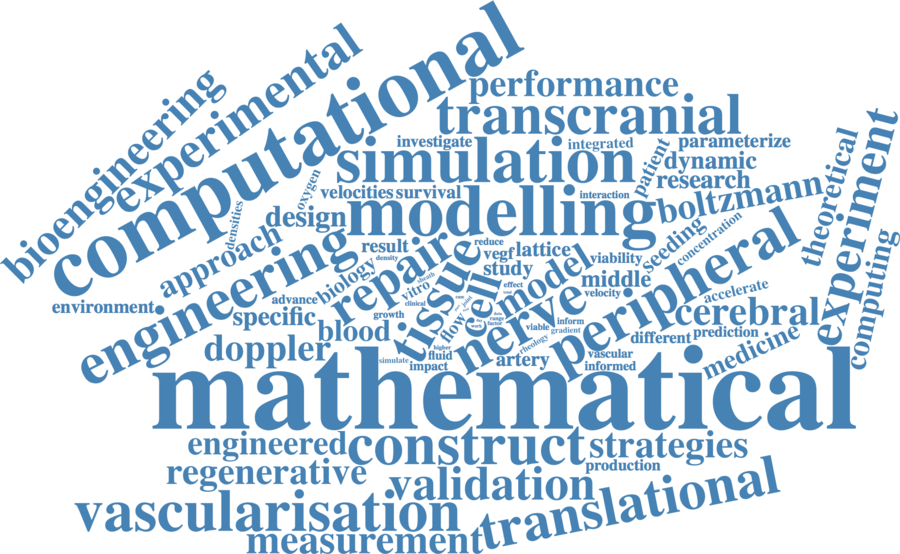 computational
experimental
bioengineering
performance
transcranial
investigate
integrated
parameterize
simulation
patient
dynamic
research
oxygen
velocities
survival
interaction
boltzmann
theoretical
experiment
computing
densities
design
modelling
approach
engineering
result
density
repair
tissue
reduce
vegf
lattice
viability
seeding
concentration
peripheral
environment
advance
biology
vitro
growth
clinical
cell
study
effect
model
middle
velocity
accelerate
specific
blood
flow
nerve
cerebral
doppler
simulate
higher
fluid
impact
work
range
factor
viable
inform
gradient
rheology
artery
vascular
informed
different
prediction
medicine
mathematical
engineered
construct
strategies
regenerative
validation
production
vascularisation
translational
measurement